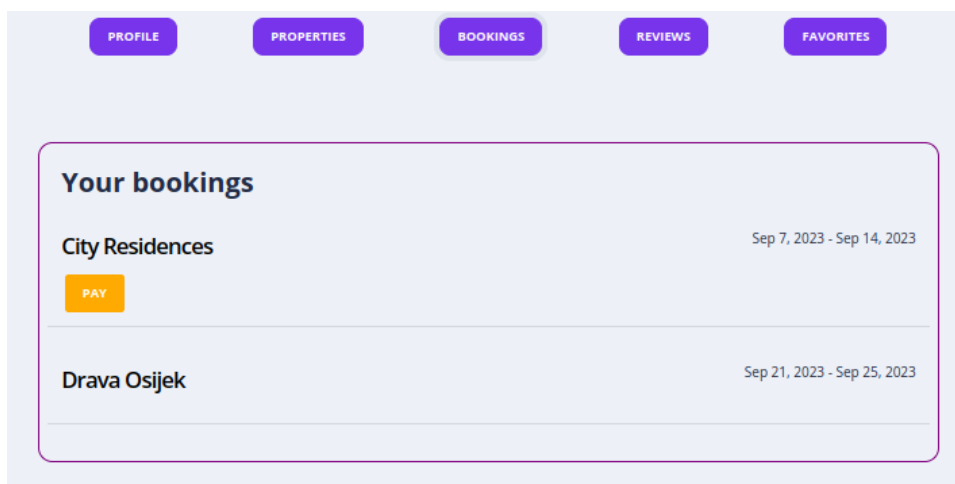 PROFILE PROPERTIES BOOKINGS REVIEWS FAVORITES
Your bookings
City Residences Sep 7, 2023 - Sep 14, 2023
PAY
Drava Osijek Sep 21, 2023 - Sep 25, 2023